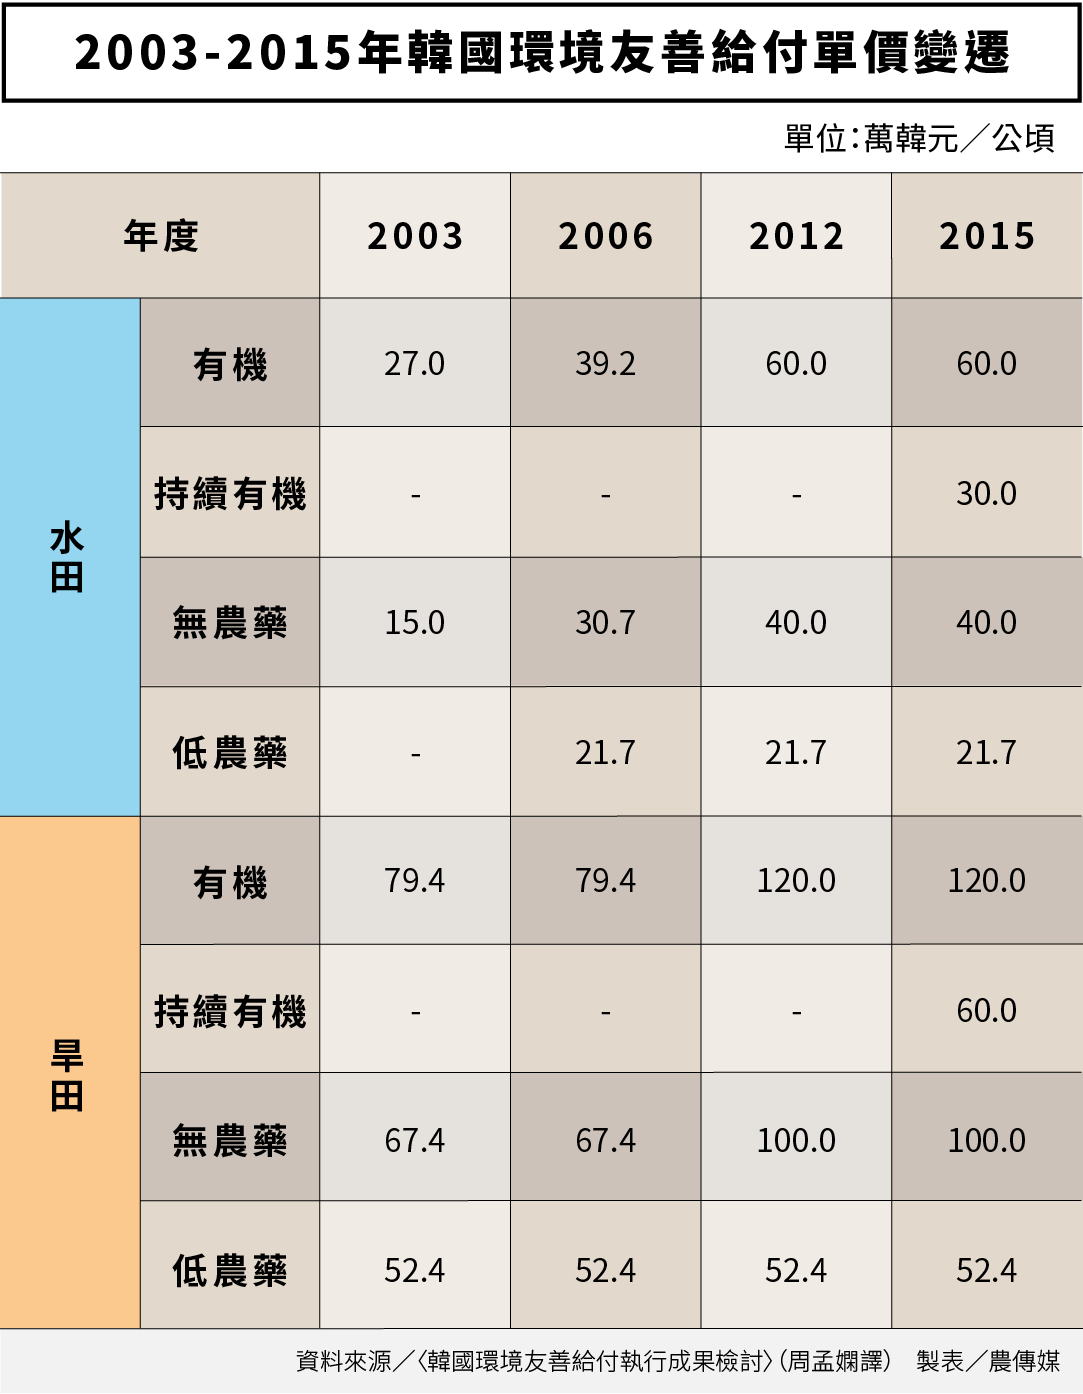 2003-2015年韓國環境友善給付單價變遷
單位：萬韓元／公頃
年度 2003 2006 2012 2015
水田
有機 27.0 39.2 60.0 60.0
持續有機 - - - 30.0
無農藥 15.0 30.7 40.0 40.0
低農藥 - 21.7 21.7 21.7
旱田
有機 79.4 79.4 120.0 120.0
持續有機 - - - 60.0
無農藥 67.4 67.4 100.0 100.0
低農藥 52.4 52.4 52.4 52.4
資料來源／〈韓國環境友善給付執行成果檢討〉（周孟嫻譯） 製表／農傳媒